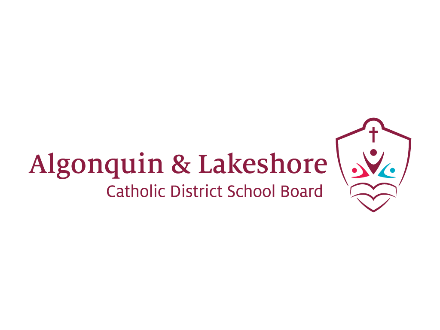 Algonquin & Lakeshore
Catholic District School Board